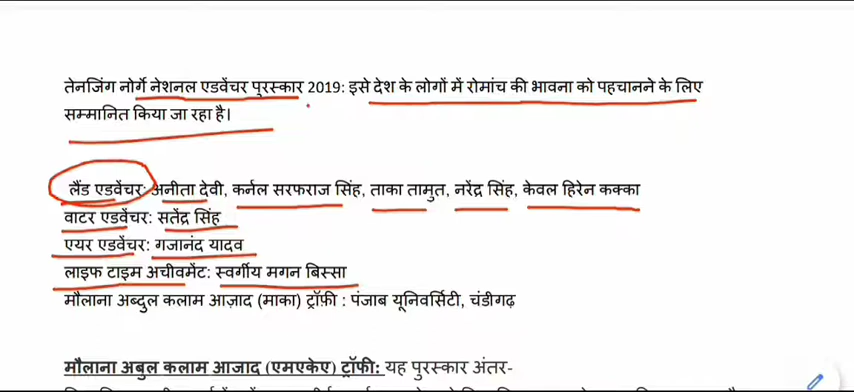 तेनजिंग नोर्गे नेशनल एडवेंचर पुरस्कार 2019: इसे देश के लोगों में रोमांच की भावना को पहचानने के लिए
सम्मानित किया जा रहा है।
लैंड एडवेंचर: अनीता देवी, कर्नल सरफराज सिंह, ताका तामुत, नरेंद्र सिंह, केवल हिरेन कक्का
वाटर एडवेंचर: सतेंद्र सिंह
एयर एडवेंचर: गजानंद यादव
लाइफ टाइम अचीवमेंट: स्वर्गीय मगन बिस्सा
मौलाना अब्दुल कलाम आज़ाद (माका) ट्रॉफ़ी : पंजाब यूनिवर्सिटी, चंडीगढ़
मौलाना अबुल कलाम आजाद (एमएकेए) ट्रॉफी: यह पुरस्कार अंतर-